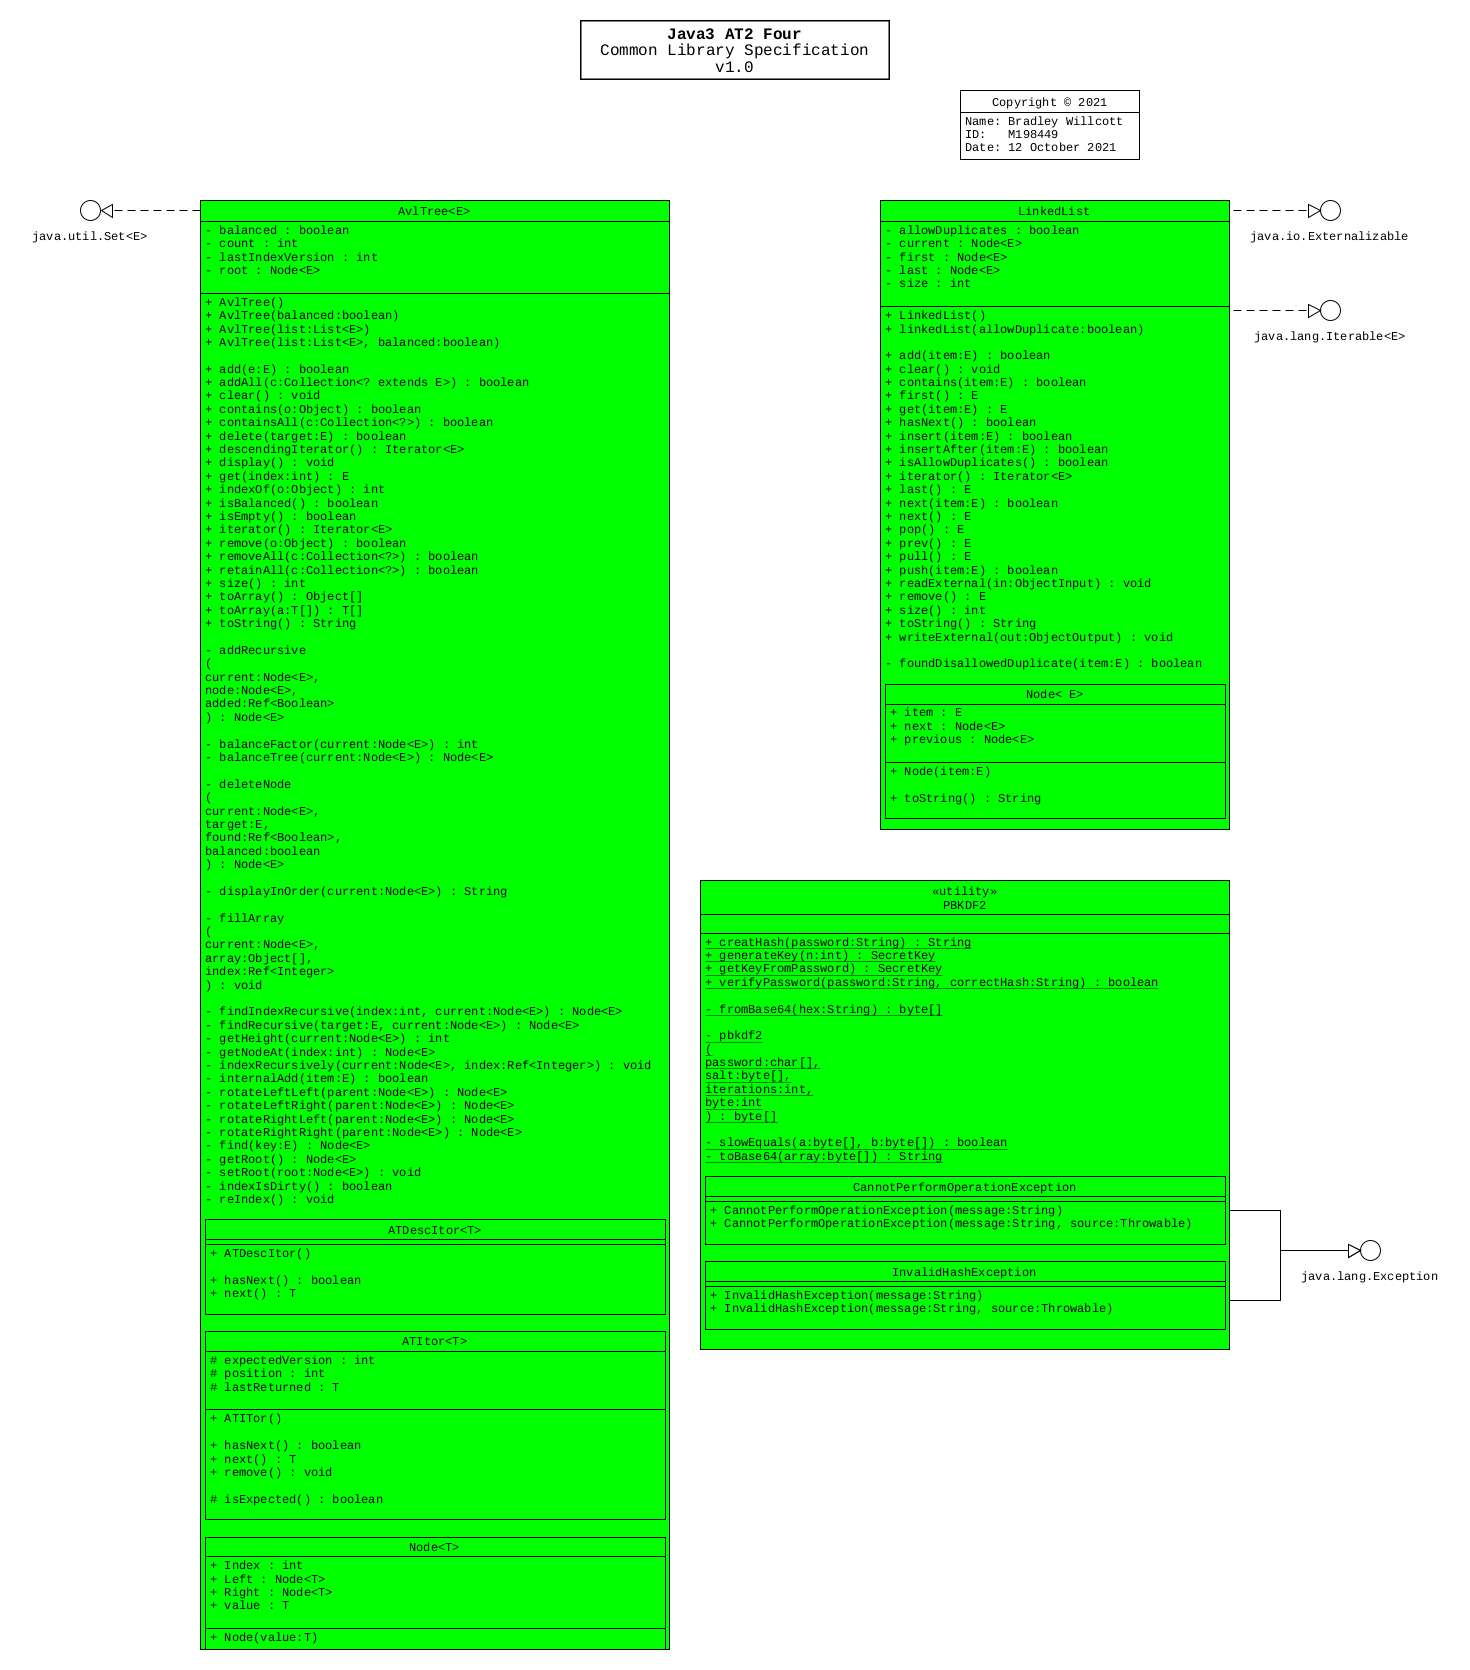 Java3 AT2 Four
Common Library Specification
v1.0
Copyright © 2021
Name: Bradley Willcott
ID:   M198449
Date: 12 October 2021
java.util.Set<E>
AvlTree<E>
- balanced : boolean
- count : int
- lastIndexVersion : int
- root : Node<E>
+ AvlTree()
+ AvlTree(balanced:boolean)
+ AvlTree(list:List<E>)
+ AvlTree(list:List<E>, balanced:boolean)
+ add(e:E) : boolean
+ addAll(c:Collection<? extends E>) : boolean
+ clear() : void
+ contains(o:Object) : boolean
+ containsAll(c:Collection<?>) : boolean
+ delete(target:E) : boolean
+ descendingIterator() : Iterator<E>
+ display() : void
+ get(index:int) : E
+ indexOf(o:Object) : int
+ isBalanced() : boolean
+ isEmpty() : boolean
+ iterator() : Iterator<E>
+ remove(o:Object) : boolean
+ removeAll(c:Collection<?>) : boolean
+ retainAll(c:Collection<?>) : boolean
+ size() : int
+ toArray() : Object[]
+ toArray(a:T[]) : T[]
+ toString() : String
- addRecursive
(
current:Node<E>,
node:Node<E>,
added:Ref<Boolean>
) : Node<E>
- balanceFactor(current:Node<E>) : int
- balanceTree(current:Node<E>) : Node<E>
- deleteNode
(
current:Node<E>,
target:E,
found:Ref<Boolean>,
balanced:boolean
) : Node<E>
- displayInOrder(current:Node<E>) : String
- fillArray
(
current:Node<E>,
array:Object[],
index:Ref<Integer>
) : void
- findIndexRecursive(index:int, current:Node<E>) : Node<E>
- findRecursive(target:E, current:Node<E>) : Node<E>
- getHeight(current:Node<E>) : int
- getNodeAt(index:int) : Node<E>
- indexRecursively(current:Node<E>, index:Ref<Integer>) : void
- internalAdd(item:E) : boolean
- rotateLeftLeft(parent:Node<E>) : Node<E>
- rotateLeftRight(parent:Node<E>) : Node<E>
- rotateRightLeft(parent:Node<E>) : Node<E>
- rotateRightRight(parent:Node<E>) : Node<E>
- find(key:E) : Node<E>
- getRoot() : Node<E>
- setRoot(root:Node<E>) : void
- indexIsDirty() : boolean
- reIndex() : void
ATDescItor<T>
+ ATDescItor()
+ hasNext() : boolean
+ next() : T
ATItor<T>
# expectedVersion : int
# position : int
# lastReturned : T
+ ATITor()
+ hasNext() : boolean
+ next() : T
+ remove() : void
# isExpected() : boolean
Node<T>
+ Index : int
+ Left : Node<T>
+ Right : Node<T>
+ value : T
+ Node(value:T)
LinkedList
- allowDuplicates : boolean
- current : Node<E>
- first : Node<E>
- last : Node<E>
- size : int
+ LinkedList()
+ linkedList(allowDuplicate:boolean)
+ add(item:E) : boolean
+ clear() : void
+ contains(item:E) : boolean
+ first() : E
+ get(item:E) : E
+ hasNext() : boolean
+ insert(item:E) : boolean
+ insertAfter(item:E) : boolean
+ isAllowDuplicates() : boolean
+ iterator() : Iterator<E>
+ last() : E
+ next(item:E) : boolean
+ next() : E
+ pop() : E
+ prev() : E
+ pull() : E
+ push(item:E) : boolean
+ readExternal(in:ObjectInput) : void
+ remove() : E
+ size() : int
+ toString() : String
+ writeExternal(out:ObjectOutput) : void
- foundDisallowedDuplicate(item:E) : boolean
Node< E>
+ item : E
+ next : Node<E>
+ previous : Node<E>
+ Node(item:E)
+ toString() : String
java.io.Externalizable
java.lang.Iterable<E>
«utility»
PBKDF2
+ creatHash(password:String) : String
+ generateKey(n:int) : SecretKey
+ getKeyFromPassword) : SecretKey
+ verifyPassword(password:String, correctHash:String) : boolean
- fromBase64(hex:String) : byte[]
- pbkdf2
(
password:char[],
salt:byte[],
iterations:int,
byte:int
) : byte[]
- slowEquals(a:byte[], b:byte[]) : boolean
- toBase64(array:byte[]) : String
CannotPerformOperationException
+ CannotPerformOperationException(message:String)
+ CannotPerformOperationException(message:String, source:Throwable)
InvalidHashException
+ InvalidHashException(message:String)
+ InvalidHashException(message:String, source:Throwable)
java.lang.Exception